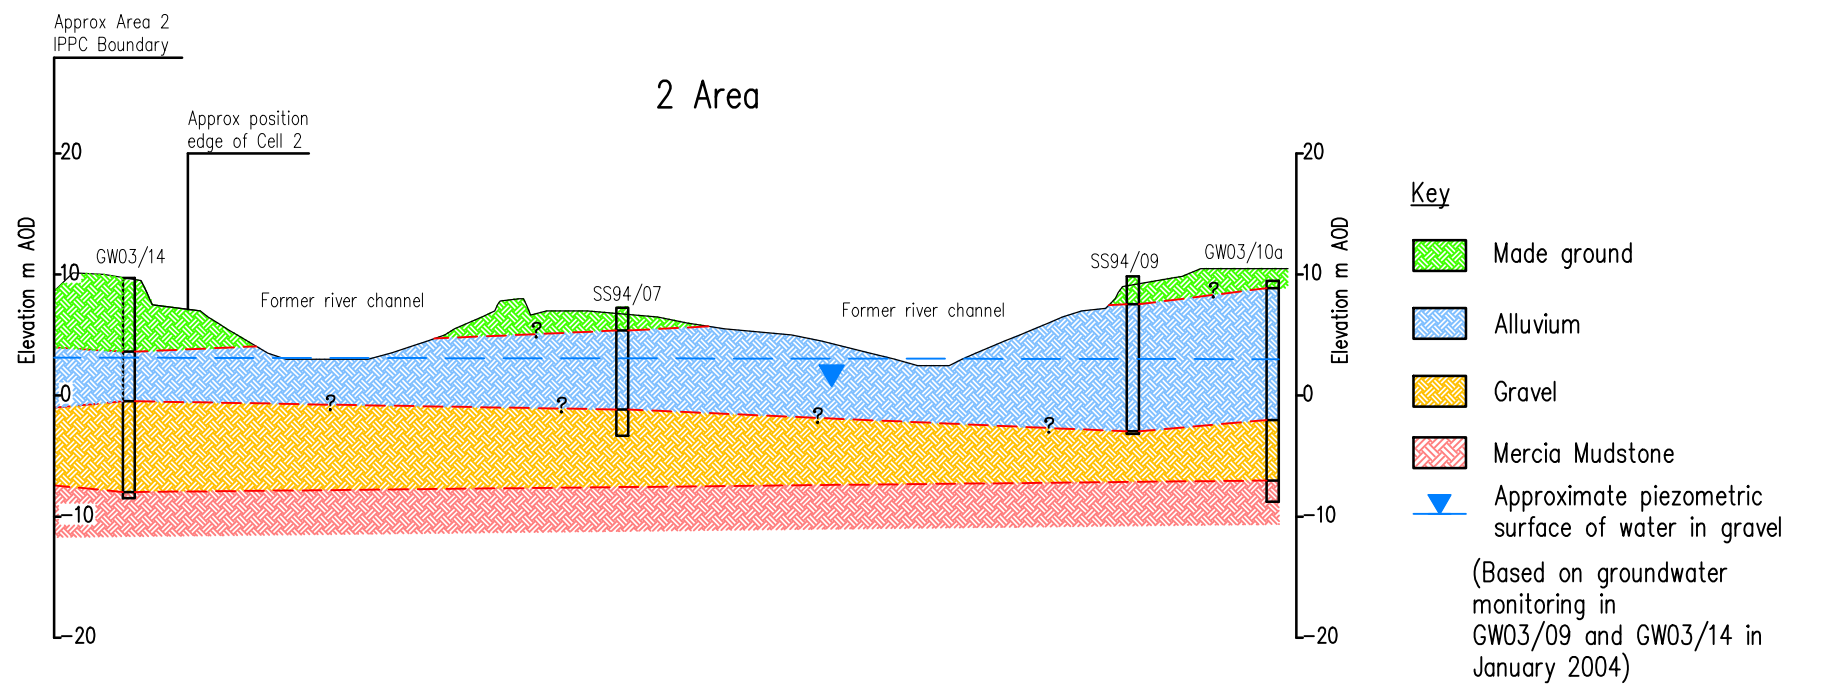 Approx Area 2
IPPC Boundary
2 Area
Approx position
edge of Cell 2
20
10
0
-10
-20
Elevation m AOD
GW03/14
Former river channel
SS94/07
?
?
?
?
?
Former river channel
SS94/09
GW03/10a
?
20
10
0
-10
-20
Elevation m AOD
Key
Made ground
Alluvium
Gravel
Mercia Mudstone
Approximate piezometric
surface of water in gravel
(Based on groundwater
monitoring in
GW03/09 and GW03/14 in
January 2004)